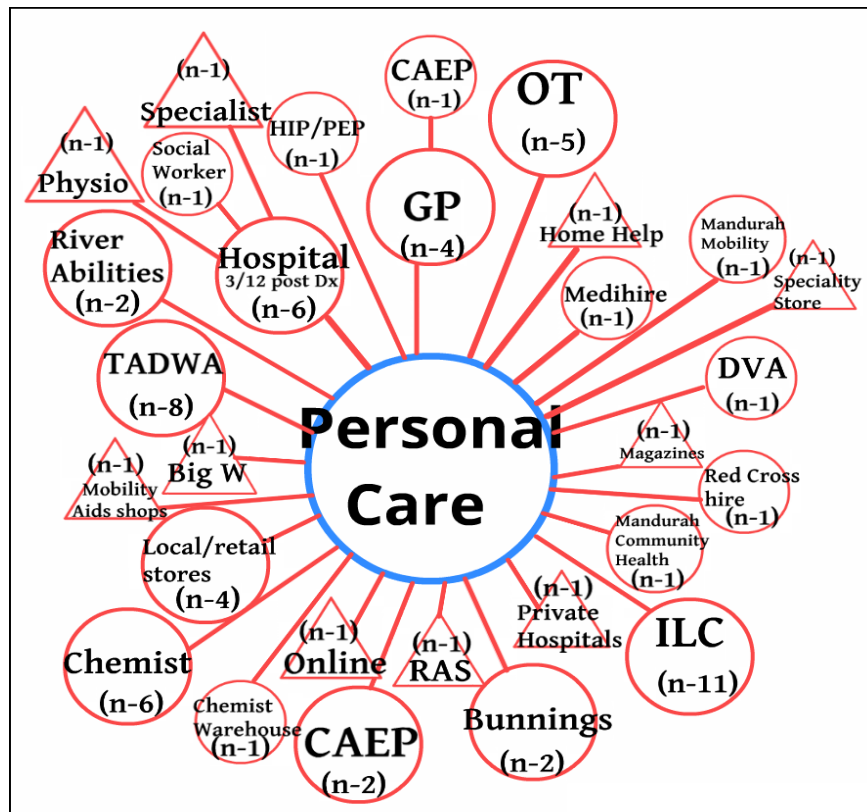 (n-1)
Specialist
(n-1)
Physio
Social
Worker
(n-1)
HIP/PEP
(n-1)
CAEP
(n-1)
OT
(n-5)
GP
(n-4)
River
Abilities
(n-2)
Hospital
3/12 post Dx
(n-6)
(n-1)
Home Help
Mandurah
Mobility
(n-1)
(n-1)
Speciality
Store
Medihire
(n-1)
TADWA
(n-8)
DVA
(n-1)
Personal
Care
(n-1)
Big W
(n-1)
Mobility
Aids shops
(n-1)
Magazines
Red Cross
hire
(n-1)
Local/retail
stores
(n-4)
Mandurah
Community
Health
(n-1)
Chemist
(n-6)
Chemist
Warehouse
(n-1)
(n-1)
Online
CAEP
(n-2)
(n-1)
RAS
Bunnings
(n-2)
(n-1)
Private
Hospitals
ILC
(n-11)